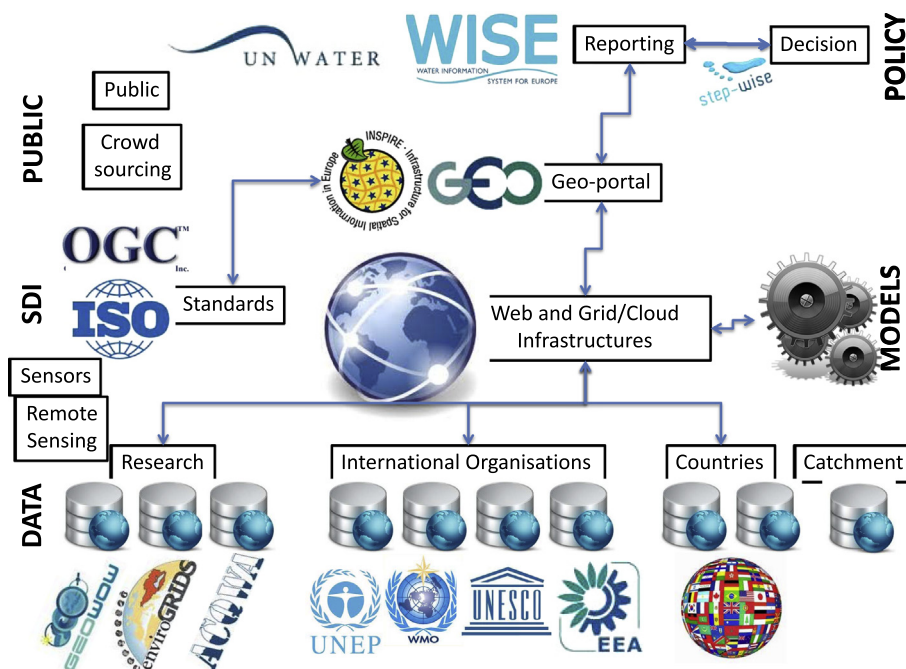 UN WATER
WISE
WATER INFORMATION
SYSTEM FOR EUROPE
Reporting
Decision
step-wise
POLICY
Public
Crowd
sourcing
PUBLIC
INSPIRE · Infrastructure for Spatial Information in Europe
GEO
Geo-portal
OGC™
Inc.
ISO
Standards
SDI
Web and Grid/Cloud
Infrastructures
MODELS
Sensors
Remote
Sensing
Research
International Organisations
Countries
Catchment
DATA
GEOWOW
enviroGRIDS
ACQWA
UNEP
WMO
UNESCO
EEA